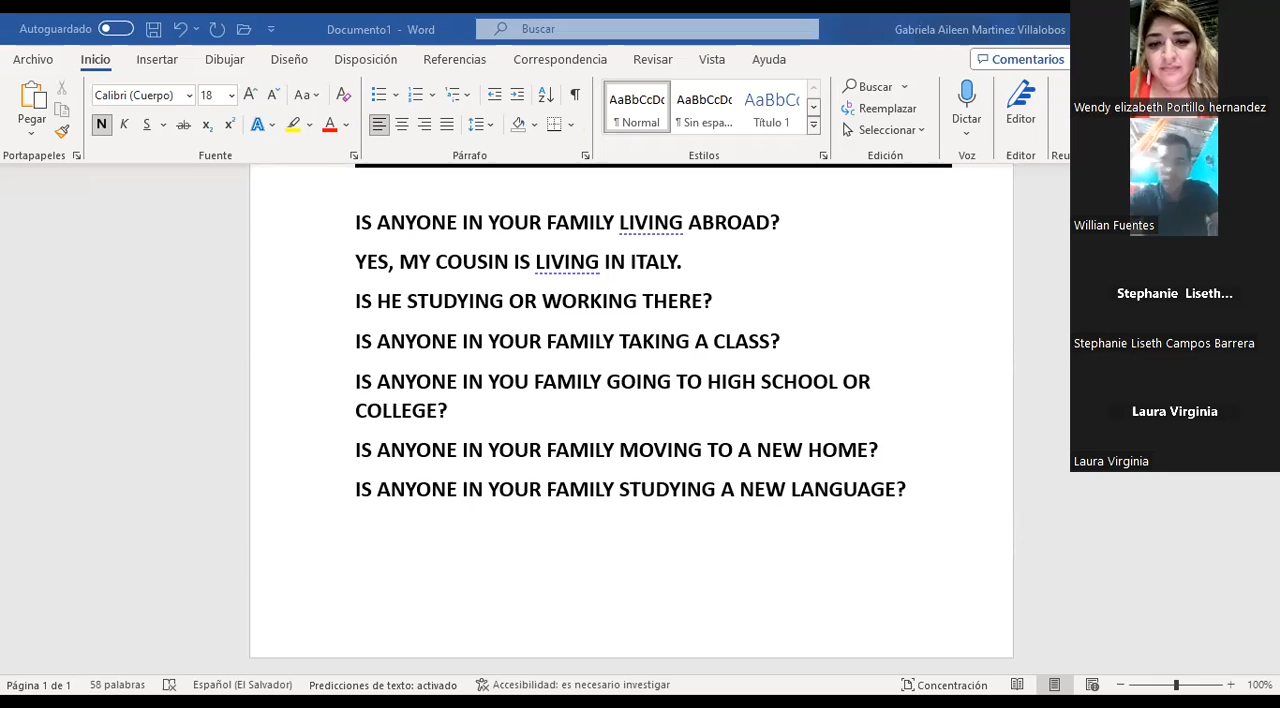 Autoguardado
Documento1 - Word
Buscar
Gabriela Aileen Martinez Villalobos
Archivo Inicio Insertar Dibujar Diseño Disposición Referencias Correspondencia Revisar Vista Ayuda
Comentarios
Pegar
Calibri (Cuerpo) 18
N K S ab x₂ x² A A
AaBbCcDc AaBbCcDc AaBbCc
¶ Normal ¶ Sin espa... Título 1
Buscar
Reemplazar
Seleccionar
Dictar
Editor
Portapapeles Fuente Párrafo Estilos Edición Voz Editor Reu
IS ANYONE IN YOUR FAMILY LIVING ABROAD?
YES, MY COUSIN IS LIVING IN ITALY.
IS HE STUDYING OR WORKING THERE?
IS ANYONE IN YOUR FAMILY TAKING A CLASS?
IS ANYONE IN YOU FAMILY GOING TO HIGH SCHOOL OR
COLLEGE?
IS ANYONE IN YOUR FAMILY MOVING TO A NEW HOME?
IS ANYONE IN YOUR FAMILY STUDYING A NEW LANGUAGE?
Página 1 de 1 58 palabras Español (El Salvador) Predicciones de texto: activado Accesibilidad: es necesario investigar Concentración 100%
Wendy elizabeth Portillo hernandez
Willian Fuentes
Stephanie Liseth...
Stephanie Liseth Campos Barrera
Laura Virginia
Laura Virginia